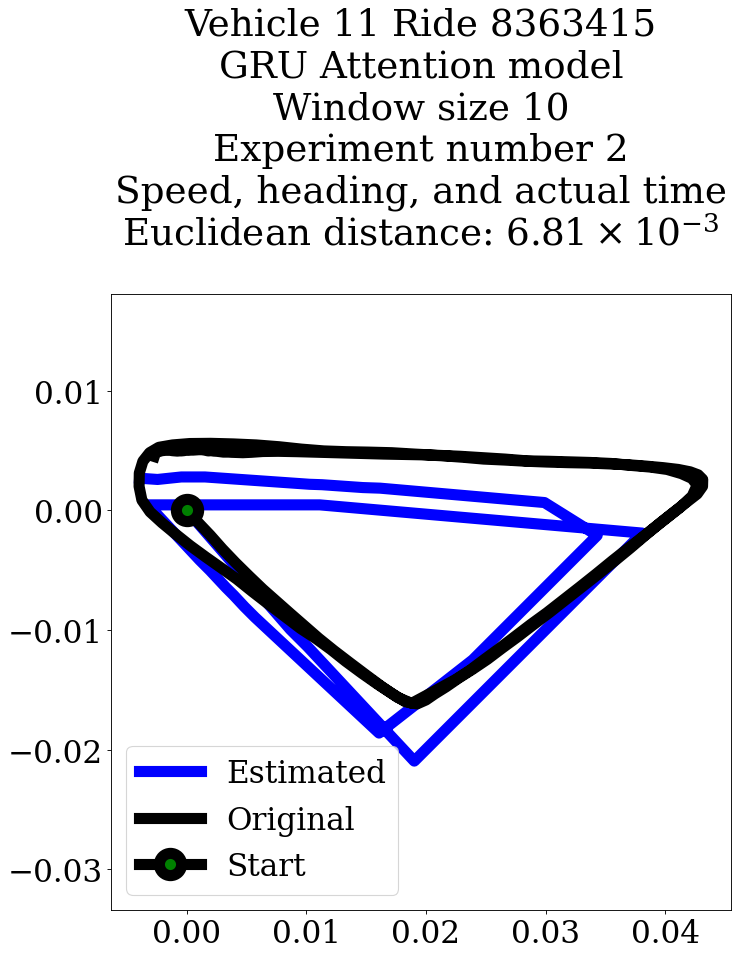 Vehicle 11 Ride 8363415
GRU Attention model
Window size 10
Experiment number 2
Speed, heading, and actual time
Euclidean distance: 6.81 × 10⁻³
0.01
0.00
−0.01
−0.02
−0.03
Estimated
Original
Start
0.00 0.01 0.02 0.03 0.04